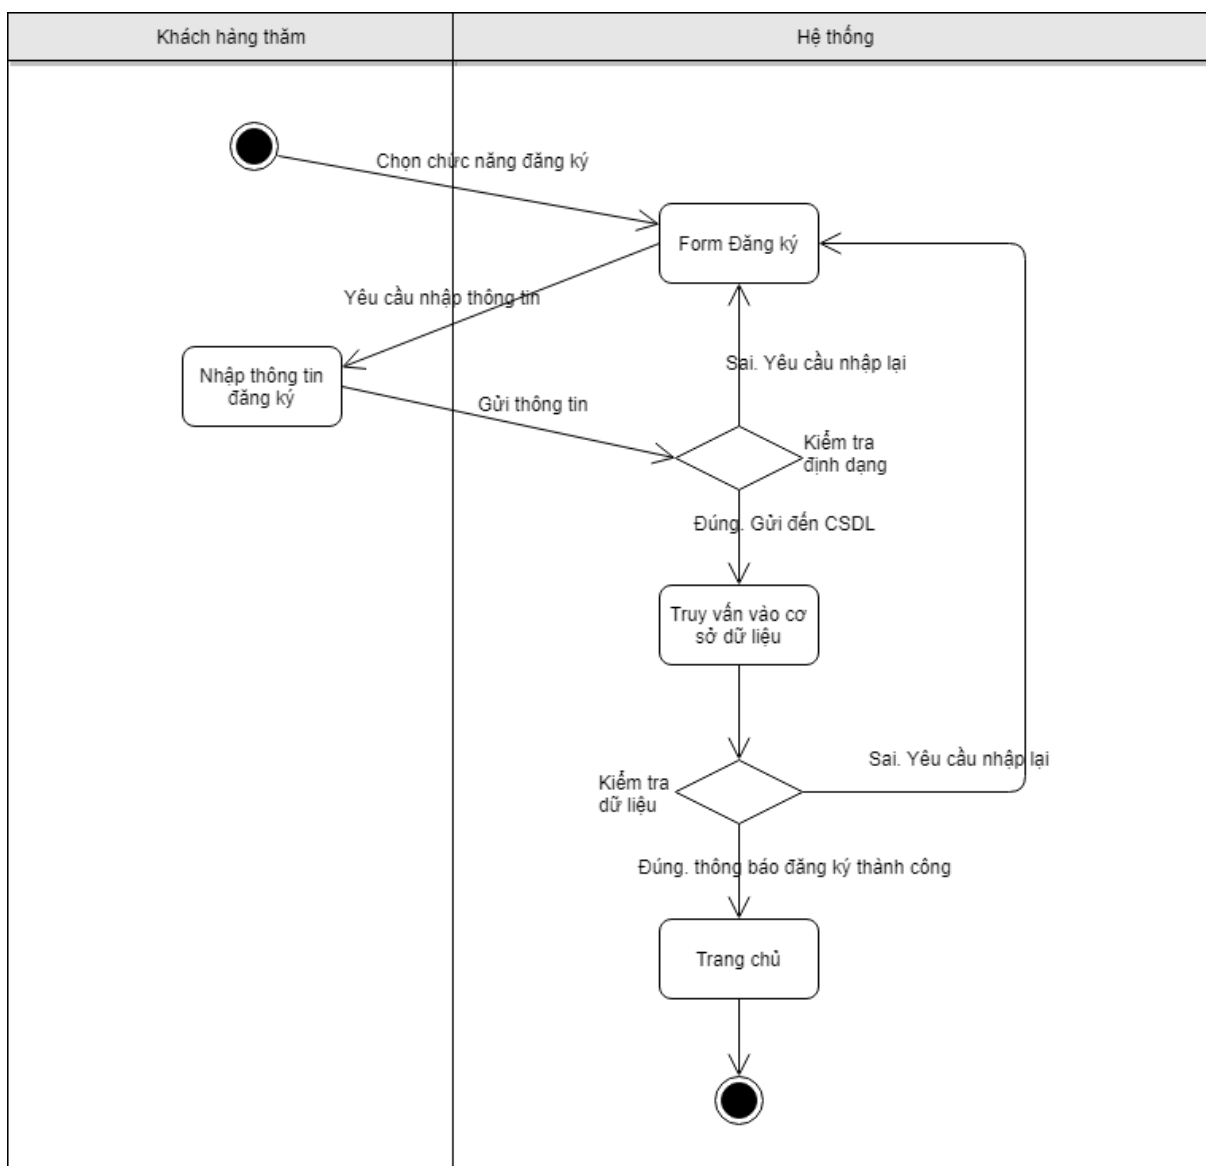 Khách hàng thăm
Hệ thống
Chọn chức năng đăng ký
Form Đăng ký
Yêu cầu nhập thông tin
Nhập thông tin
đăng ký
Sai. Yêu cầu nhập lại
Gửi thông tin
Kiểm tra
định dạng
Đúng. Gửi đến CSDL
Truy vấn vào cơ
sở dữ liệu
Sai. Yêu cầu nhập lại
Kiểm tra
dữ liệu
Đúng. thông báo đăng ký thành công
Trang chủ